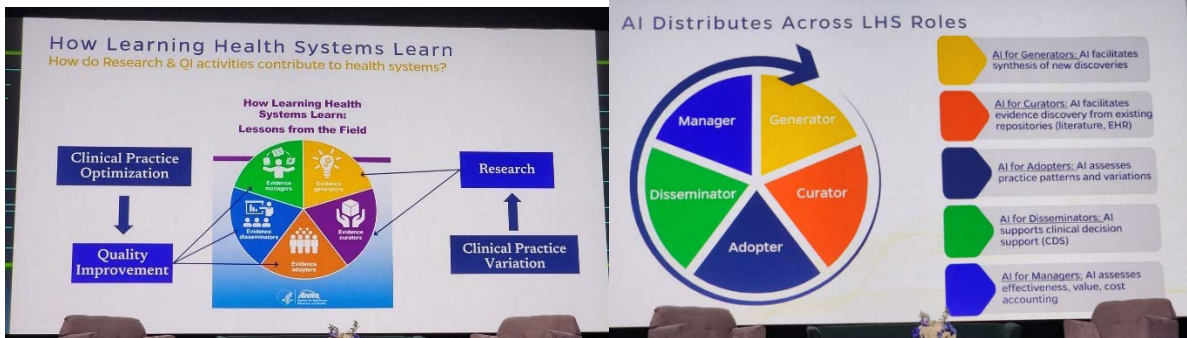 How Learning Health Systems Learn
How do Research & QI activities contribute to health systems?
How Learning Health
Systems Learn:
Lessons from the Field
Clinical Practice
Optimization
Quality
Improvement
Evidence
managers
Evidence
generators
Evidence
disseminators
Evidence
curators
Evidence
adopters
AHRQ
Research
Clinical Practice
Variation
AI Distributes Across LHS Roles
Manager
Generator
Disseminator
Curator
Adopter
AI for Generators: AI facilitates
synthesis of new discoveries
AI for Curators: AI facilitates
evidence discovery from existing
repositories (literature, EHR)
AI for Adopters: AI assesses
practice patterns and variations
AI for Disseminators: AI
supports clinical decision
support (CDS)
AI for Managers: AI assesses
effectiveness, value, cost
accounting